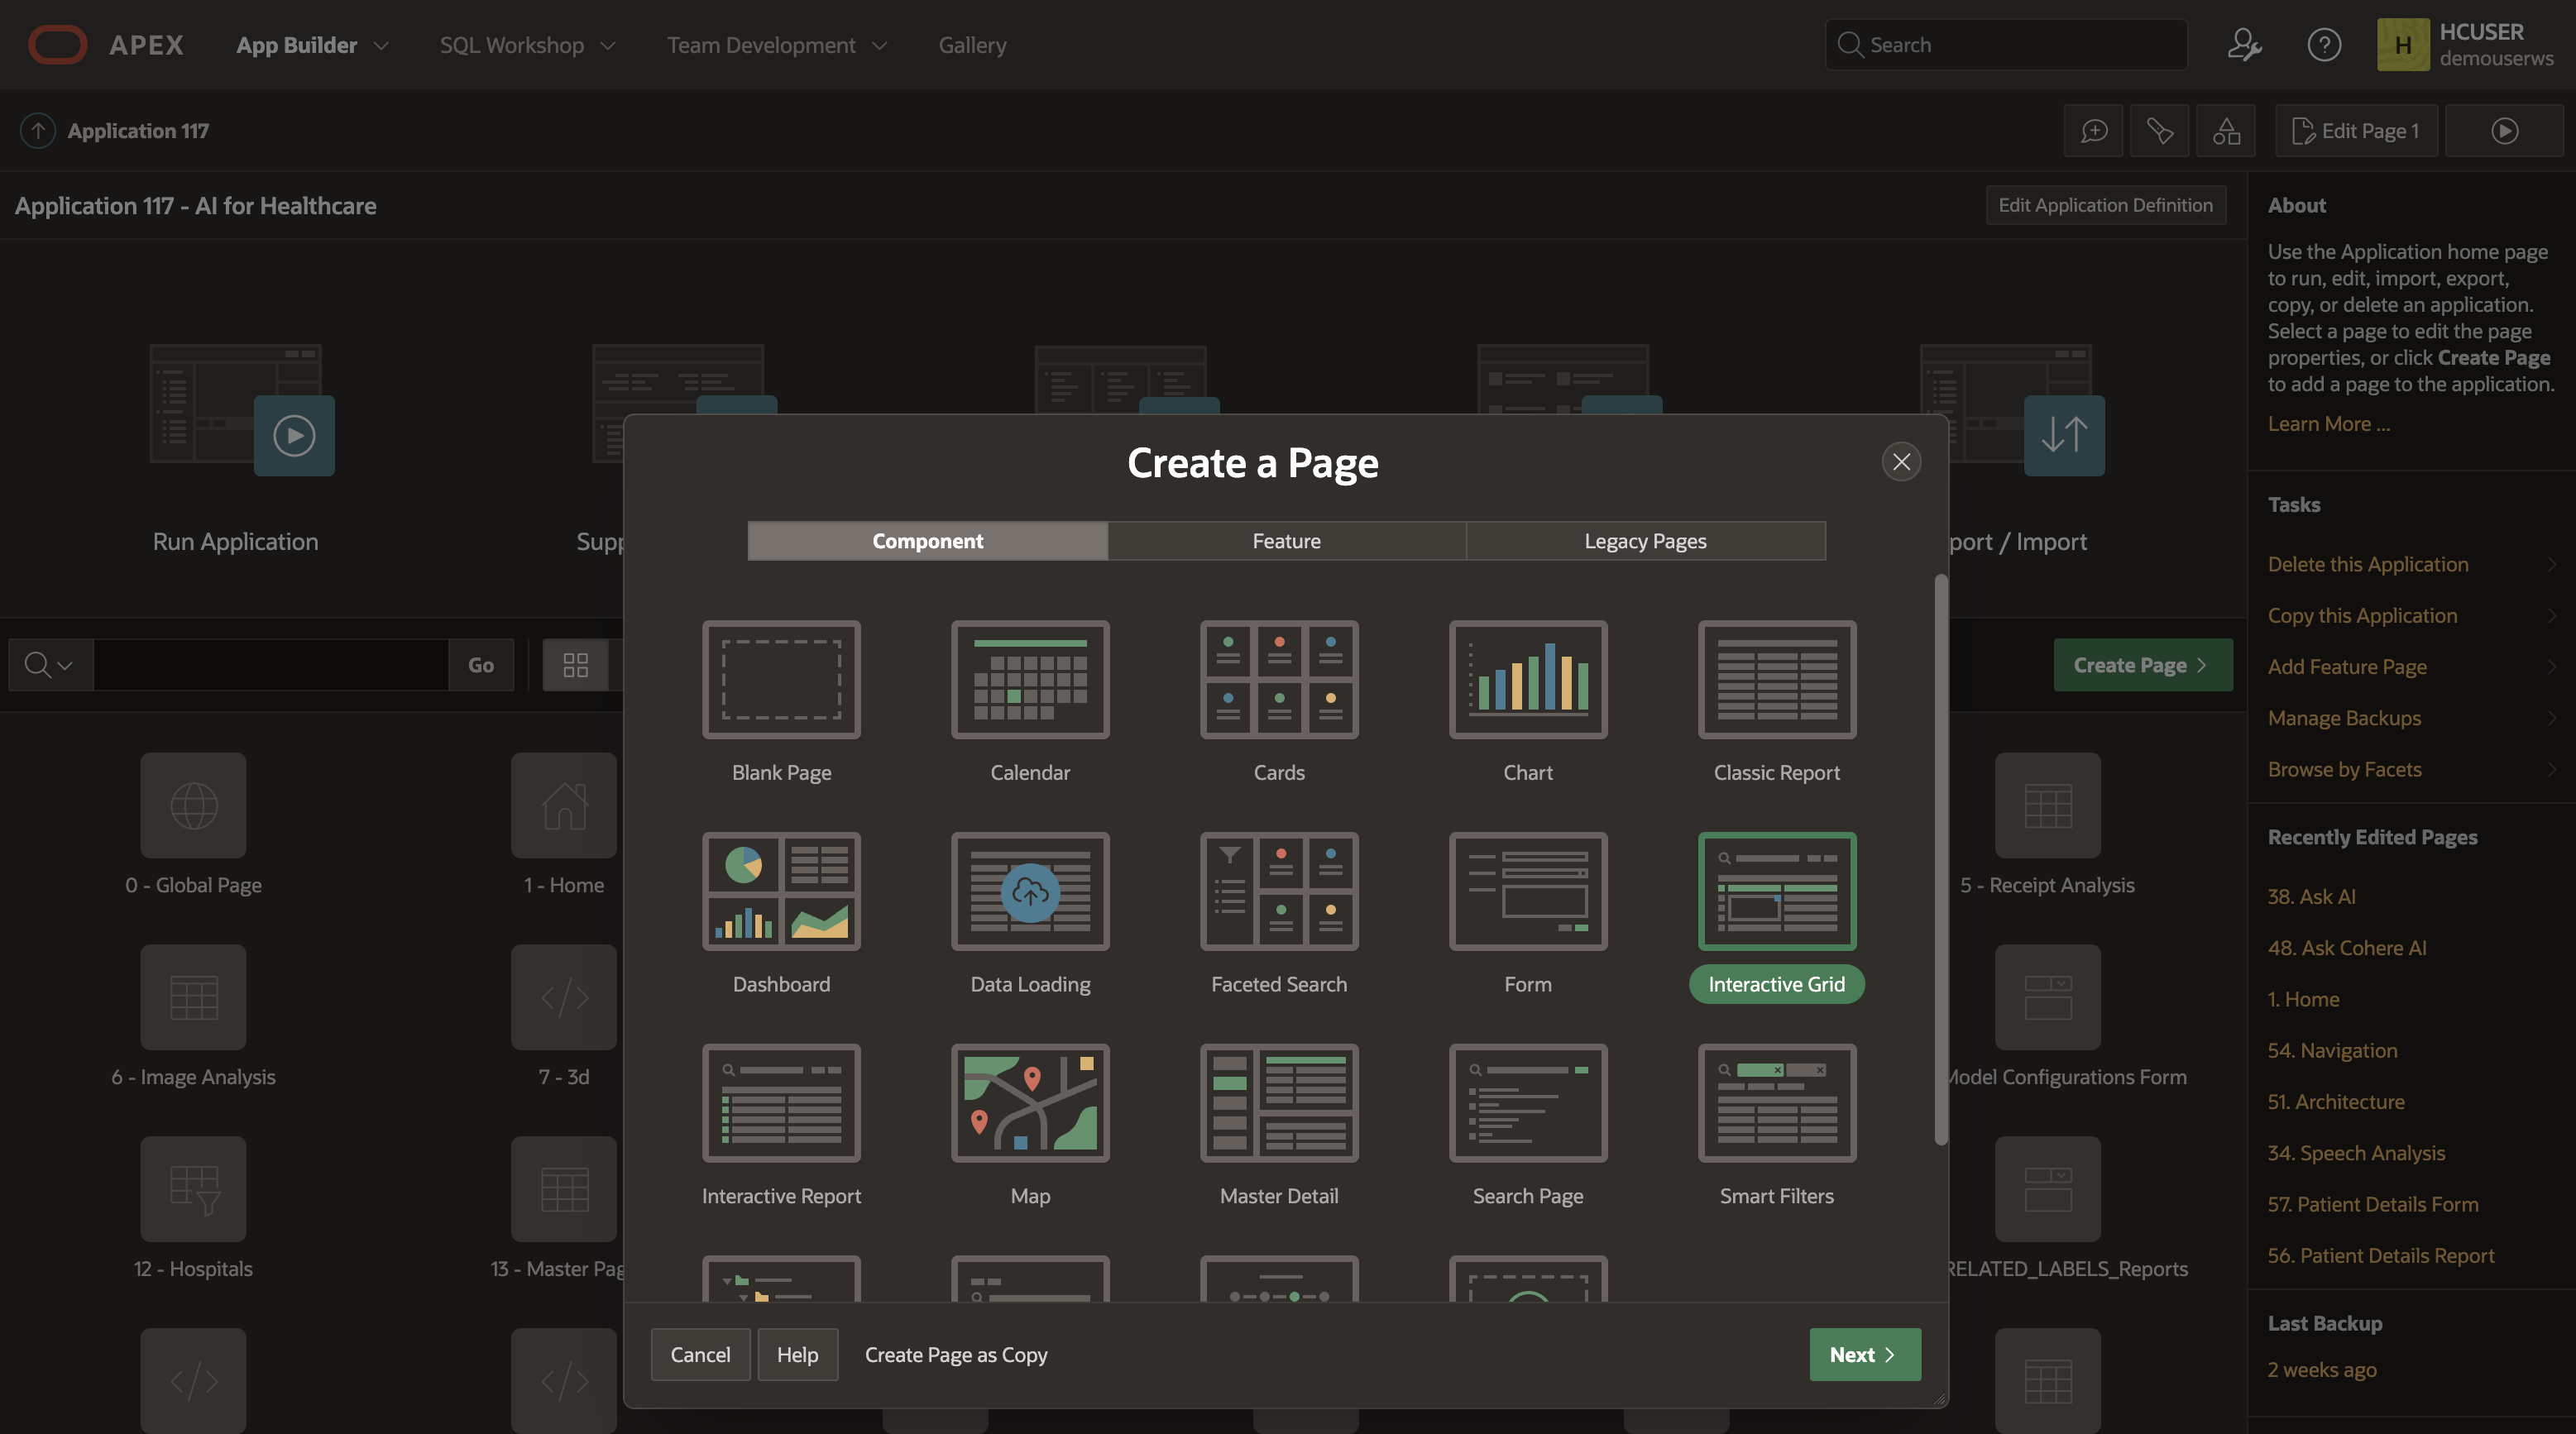 APEX
App Builder
SQL Workshop
Team Development
Gallery
Search
H
HCUSER
demouserws
Application 117
Edit Page 1
Application 117 - AI for Healthcare
Edit Application Definition
Run Application
Supp
port / Import
Go
Create Page
0 - Global Page
1 - Home
5 - Receipt Analysis
6 - Image Analysis
7 - 3d
Model Configurations Form
12 - Hospitals
13 - Master Pag
RELATED_LABELS_Reports
Create a Page
Component
Feature
Legacy Pages
Blank Page
Calendar
Cards
Chart
Classic Report
Dashboard
Data Loading
Faceted Search
Form
Interactive Grid
Interactive Report
Map
Master Detail
Search Page
Smart Filters
Cancel
Help
Create Page as Copy
Next
About
Use the Application home page
to run, edit, import, export,
copy, or delete an application.
Select a page to edit the page
properties, or click Create Page
to add a page to the application.
Learn More ...
Tasks
Delete this Application
Copy this Application
Add Feature Page
Manage Backups
Browse by Facets
Recently Edited Pages
38. Ask AI
48. Ask Cohere AI
1. Home
54. Navigation
51. Architecture
34. Speech Analysis
57. Patient Details Form
56. Patient Details Report
Last Backup
2 weeks ago